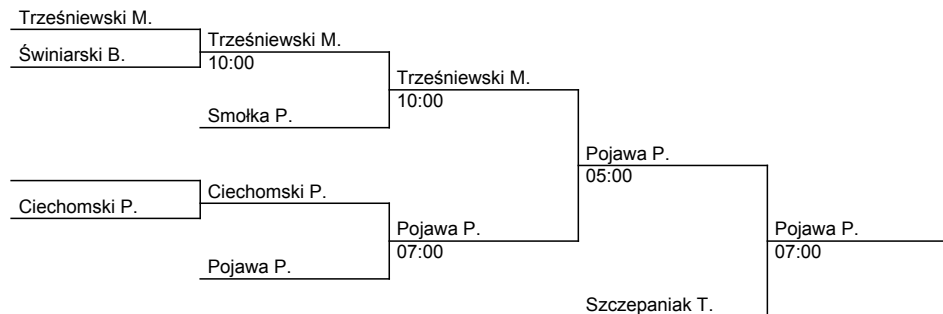 Trześniewski M.
Świniarski B.
Trześniewski M.
10:00
Smołka P.
Trześniewski M.
10:00
Ciechomski P.
Ciechomski P.
Pojawa P.
Pojawa P.
07:00
Pojawa P.
05:00
Szczepaniak T.
Pojawa P.
07:00